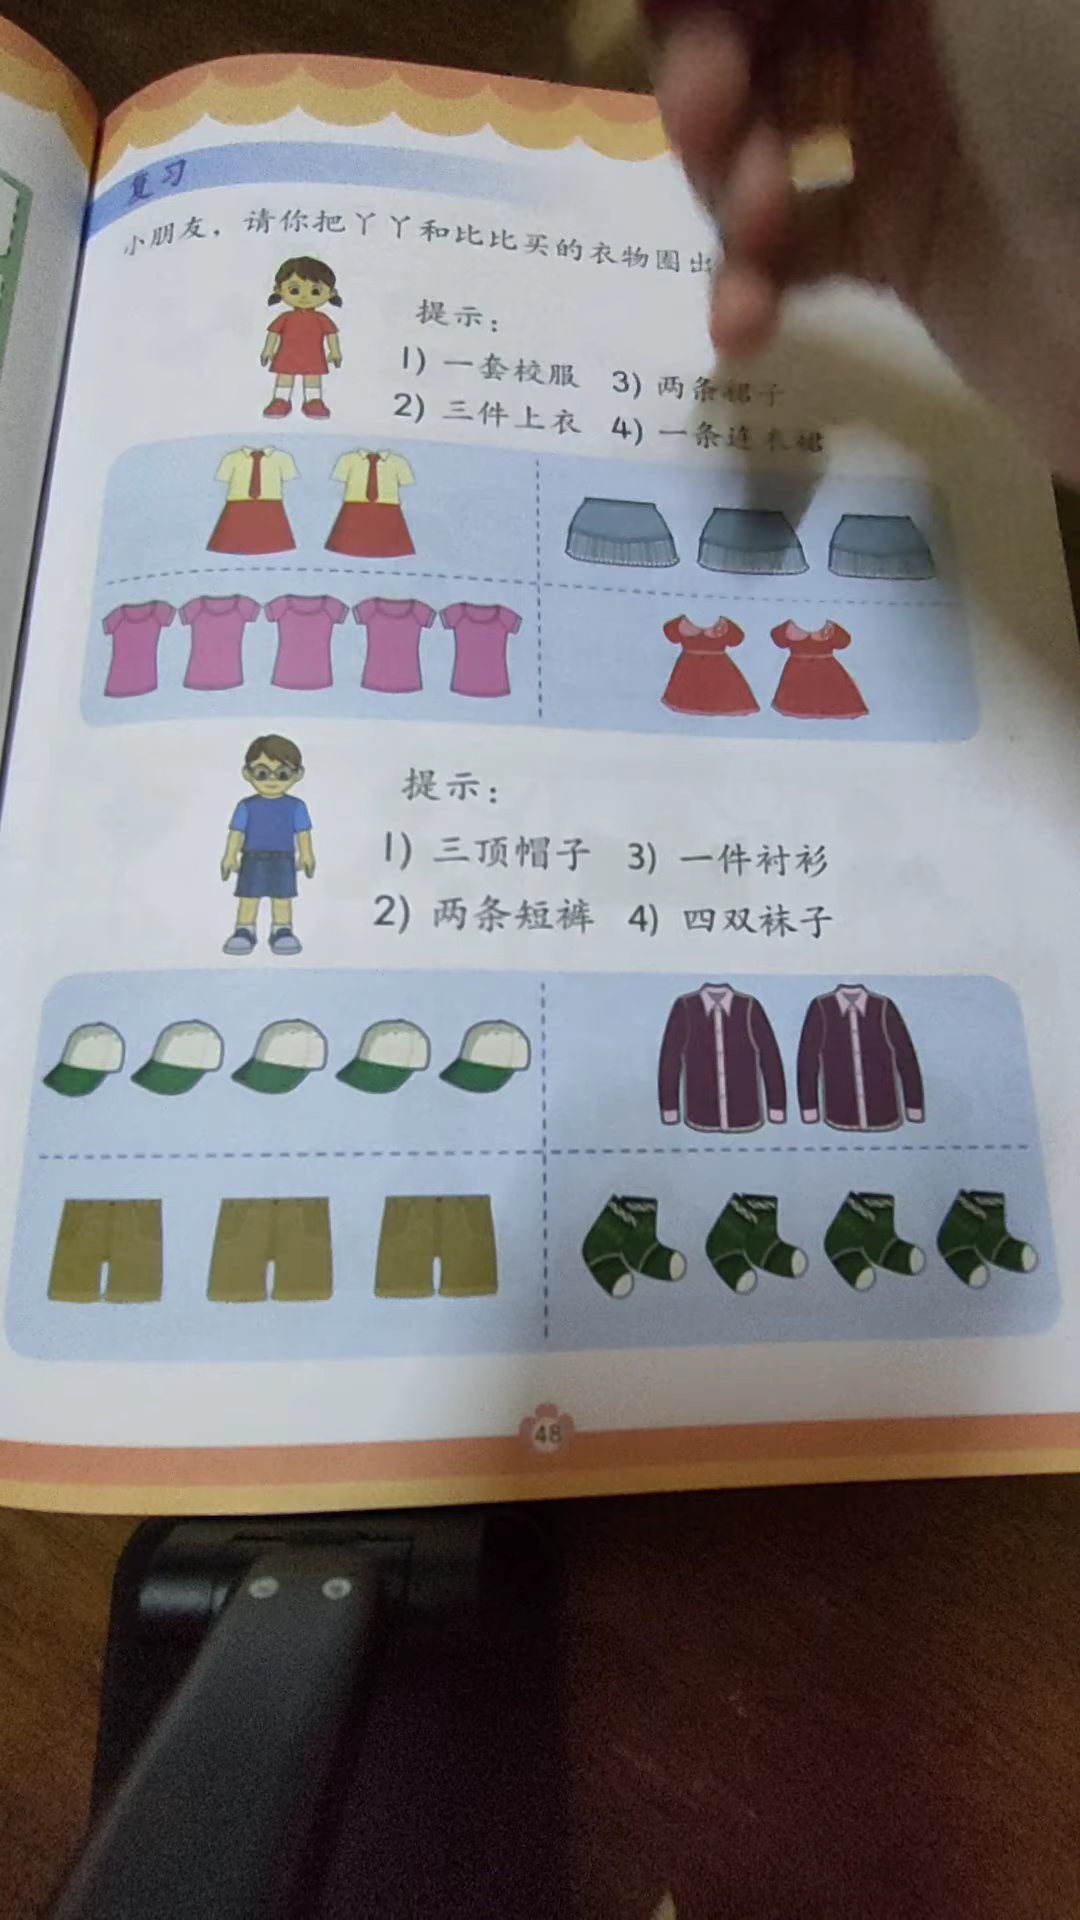 复习
小朋友，请你把丫丫和比比买的衣物圈出
提示：
1) 一套校服 3) 两条裙子
2) 三件上衣 4) 一条连衣裙
提示：
1) 三顶帽子 3) 一件衬衫
2) 两条短裤 4) 四双袜子
48